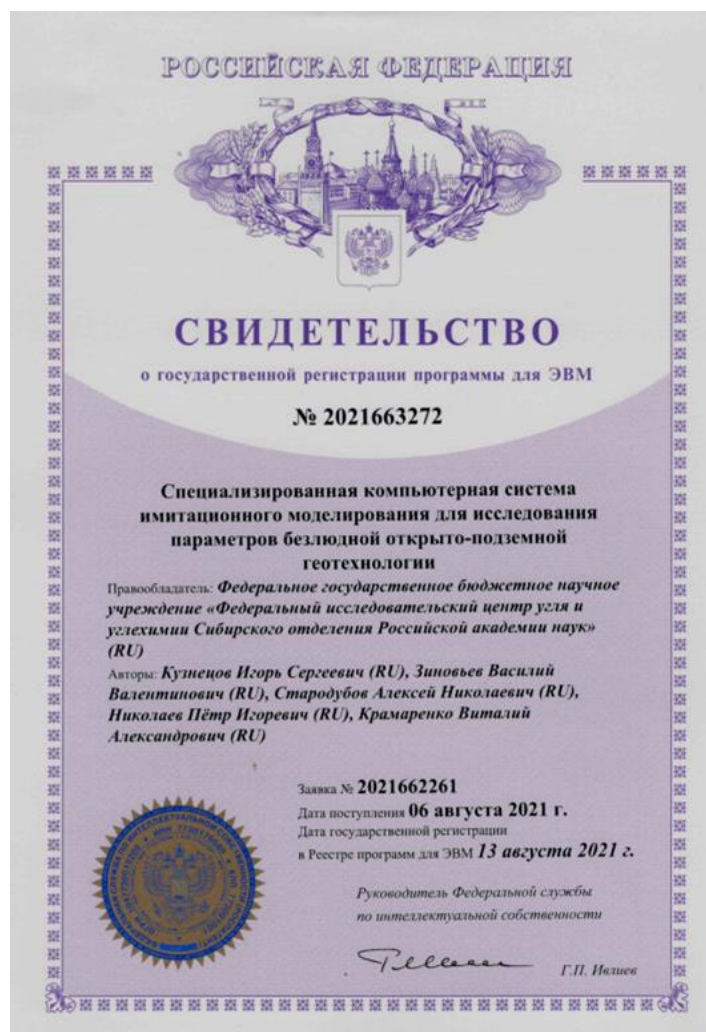 РОССИЙСКАЯ ФЕДЕРАЦИЯ
СВИДЕТЕЛЬСТВО
о государственной регистрации программы для ЭВМ
№ 2021663272
Специализированная компьютерная система
имитационного моделирования для исследования
параметров безлюдной открыто-подземной
геотехнологии
Правообладатель: Федеральное государственное бюджетное научное
учреждение «Федеральный исследовательский центр угля и
углехимии Сибирского отделения Российской академии наук»
(RU)
Авторы: Кузнецов Игорь Сергеевич (RU), Зиновьев Василий
Валентинович (RU), Стародубов Алексей Николаевич (RU),
Николаев Пётр Игоревич (RU), Крамаренко Виталий
Александрович (RU)
Заявка № 2021662261
Дата поступления 06 августа 2021 г.
Дата государственной регистрации
в Реестре программ для ЭВМ 13 августа 2021 г.
Руководитель Федеральной службы
по интеллектуальной собственности
Г.П. Ивлиев